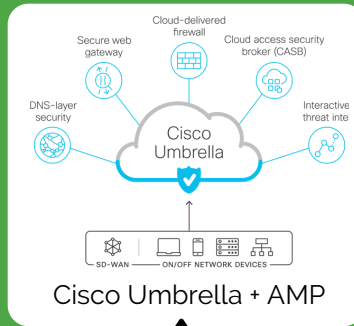 Cloud-delivered
firewall
Secure web
gateway
Cloud access security
broker (CASB)
DNS-layer
security
Interactive
threat inte
Cisco
Umbrella
SD-WAN
ON/OFF NETWORK DEVICES
Cisco Umbrella + AMP